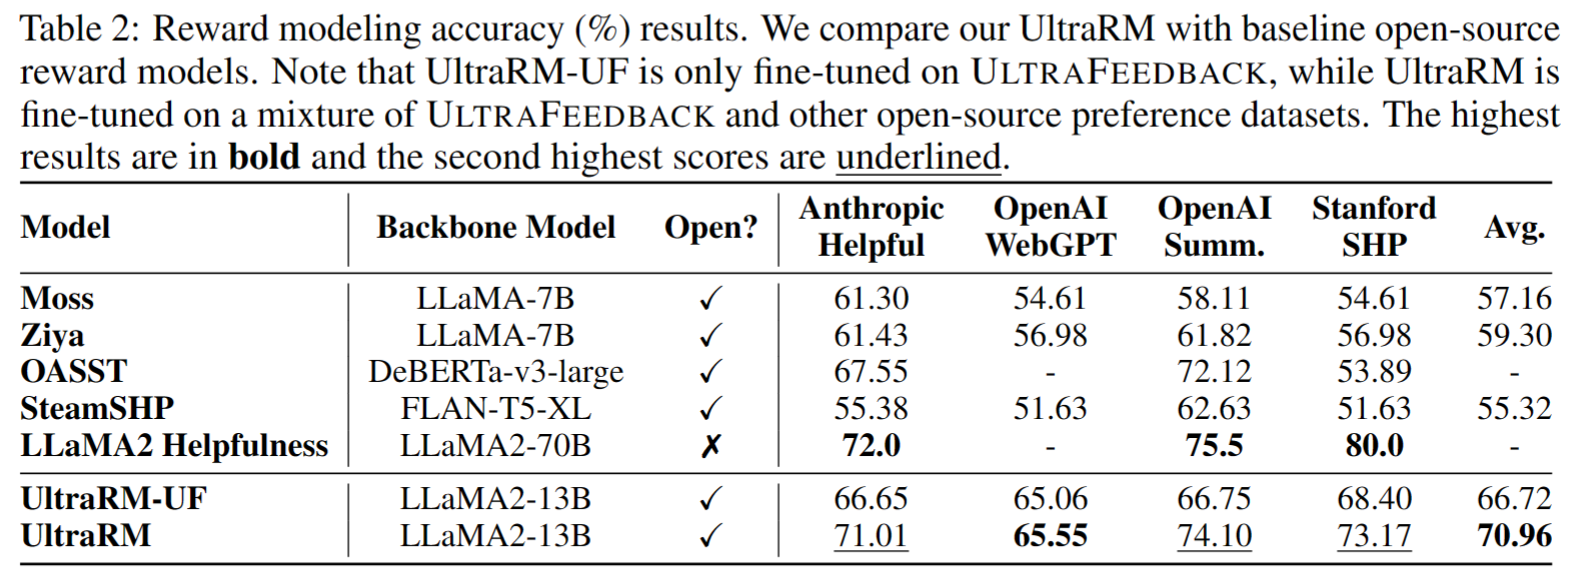 Table 2: Reward modeling accuracy (%) results. We compare our UltraRM with baseline open-source
reward models. Note that UltraRM-UF is only fine-tuned on ULTRAFEEDBACK, while UltraRM is
fine-tuned on a mixture of ULTRAFEEDBACK and other open-source preference datasets. The highest
results are in bold and the second highest scores are underlined.
Model Backbone Model Open? Anthropic Helpful OpenAI WebGPT OpenAI Summ. Stanford SHP Avg.
Moss LLaMA-7B ✓ 61.30 54.61 58.11 54.61 57.16
Ziya LLaMA-7B ✓ 61.43 56.98 61.82 56.98 59.30
OASST DeBERTa-v3-large ✓ 67.55 - 72.12 53.89 -
SteamSHP FLAN-T5-XL ✓ 55.38 51.63 62.63 51.63 55.32
LLaMA2 Helpfulness LLaMA2-70B ✗ 72.0 - 75.5 80.0 -
UltraRM-UF LLaMA2-13B ✓ 66.65 65.06 66.75 68.40 66.72
UltraRM LLaMA2-13B ✓ 71.01 65.55 74.10 73.17 70.96